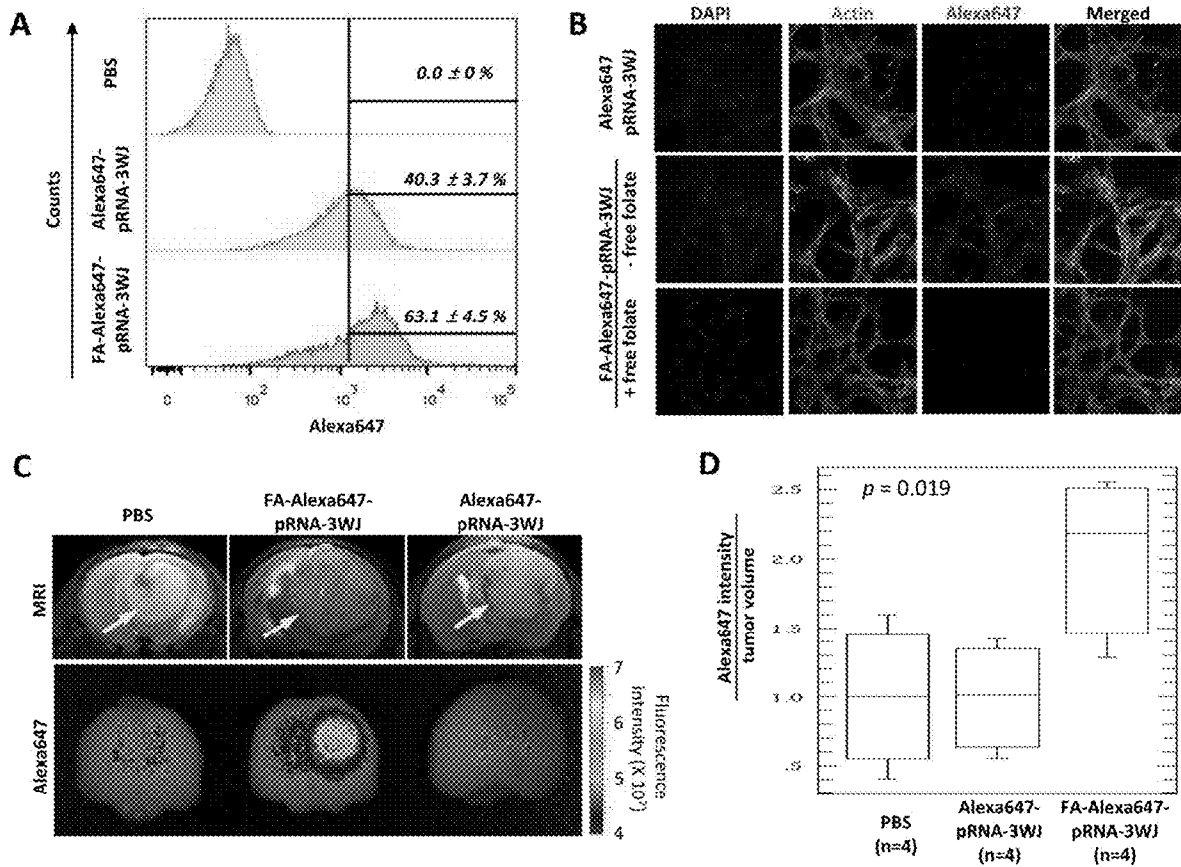 A
PBS
Alexa647-
pRNA-3WJ
FA-Alexa647-
pRNA-3WJ
Counts
0.0 ± 0 %
40.3 ± 3.7 %
63.1 ± 4.5 %
0 10² 10³ 10⁴ 10⁵
Alexa647
B
DAPI Actin Alexa647 Merged
Alexa647
pRNA-3WJ
FA-Alexa647-pRNA-3WJ
- free folate
+ free folate
C
PBS
FA-Alexa647-
pRNA-3WJ
Alexa647-
pRNA-3WJ
MRI
Alexa647
7
6
5
4
Fluorescence
intensity (X 10⁷)
D
p = 0.019
Alexa647 intensity
tumor volume
2.5
2.0
1.5
1.0
.5
PBS
(n=4)
Alexa647-
pRNA-3WJ
(n=4)
FA-Alexa647-
pRNA-3WJ
(n=4)